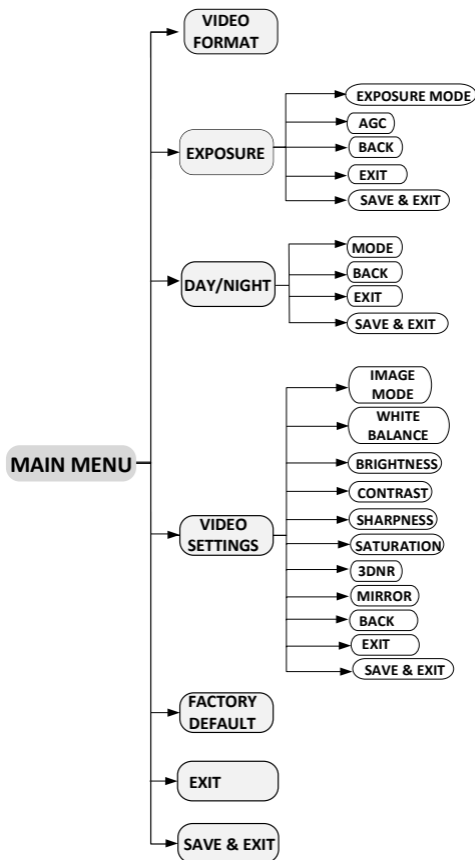 MAIN MENU
VIDEO
FORMAT
EXPOSURE
EXPOSURE MODE
AGC
BACK
EXIT
SAVE & EXIT
DAY/NIGHT
MODE
BACK
EXIT
SAVE & EXIT
VIDEO
SETTINGS
IMAGE
MODE
WHITE
BALANCE
BRIGHTNESS
CONTRAST
SHARPNESS
SATURATION
3DNR
MIRROR
BACK
EXIT
SAVE & EXIT
FACTORY
DEFAULT
EXIT
SAVE & EXIT